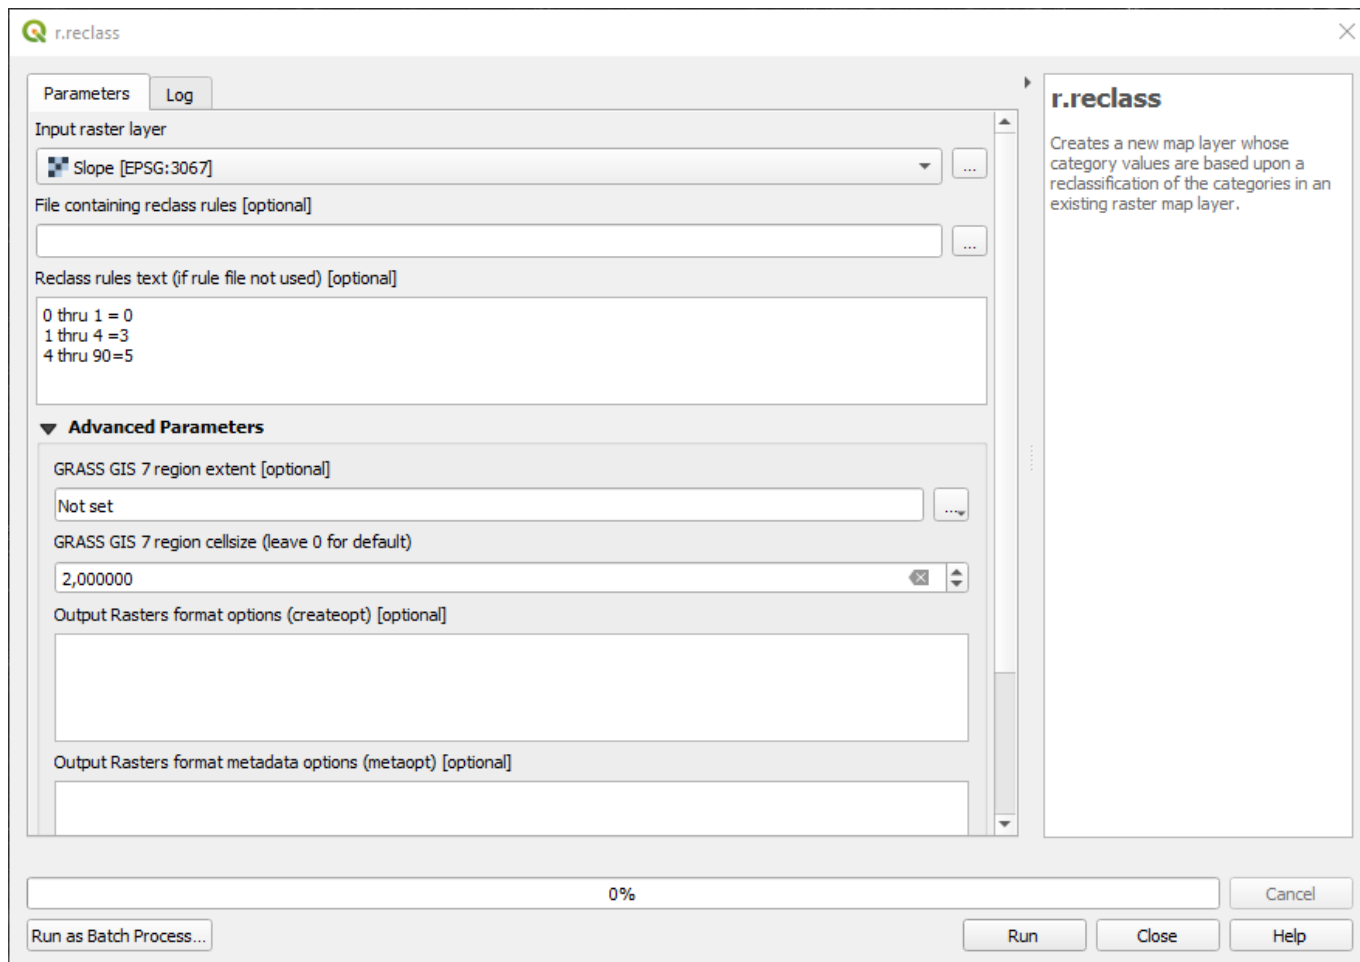 r.reclass
Parameters
Log
Input raster layer
Slope [EPSG:3067]
...
File containing reclass rules [optional]
...
Reclass rules text (if rule file not used) [optional]
0 thru 1 = 0
1 thru 4 =3
4 thru 90=5
Advanced Parameters
GRASS GIS 7 region extent [optional]
Not set
...
GRASS GIS 7 region cellsize (leave 0 for default)
2,000000
Output Rasters format options (createopt) [optional]
Output Rasters format metadata options (metaopt) [optional]
r.reclass
Creates a new map layer whose
category values are based upon a
reclassification of the categories in an
existing raster map layer.
0%
Cancel
Run as Batch Process...
Run
Close
Help